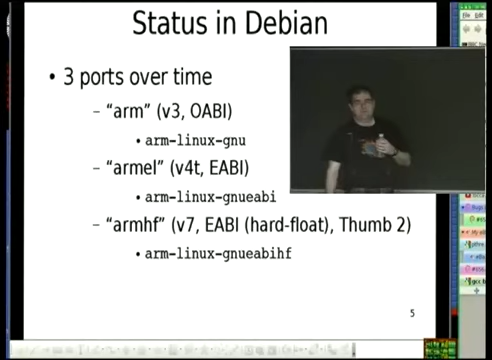 Status in Debian
• 3 ports over time
– “arm” (v3, OABI)
• arm-linux-gnu
– “armel” (v4t, EABI)
• arm-linux-gnueabi
– “armhf” (v7, EABI (hard-float), Thumb 2)
• arm-linux-gnueabihf
5